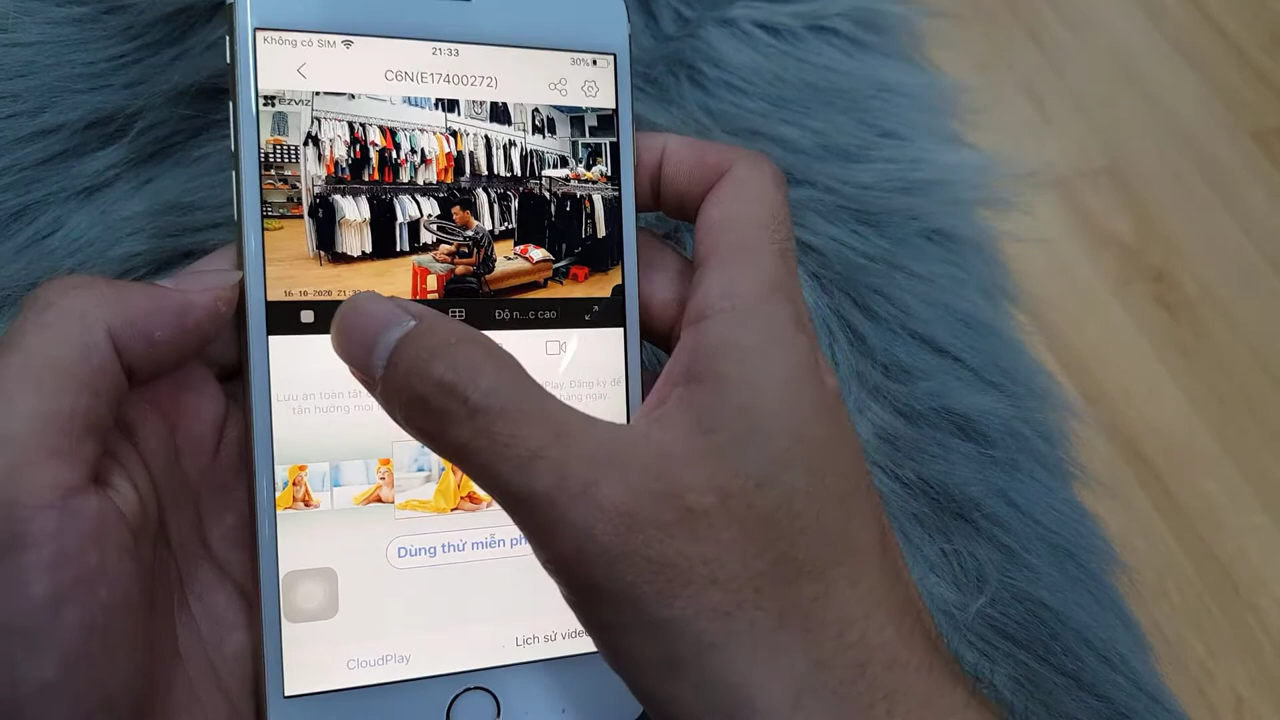 Không có SIM
21:33
30%
C6N(E17400272)
EZVIZ
16-10-2020 21:3
Độ n...c cao
Lưu an toàn tất
Play, Đăng ký để
tận hưởng mọi
hàng ngày
Dùng thử miễn ph
Lịch sử video
CloudPlay